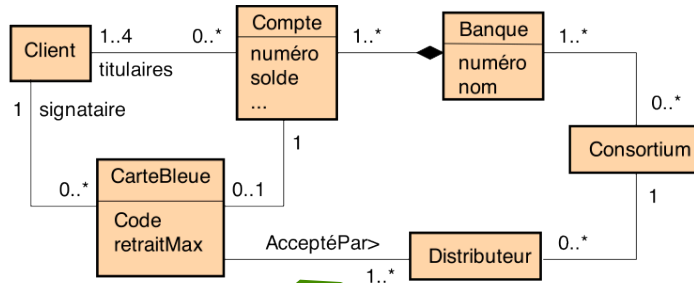 Client
1..4
titulaires
0..*
Compte
numéro
solde
...
1..*
Banque
numéro
nom
1..*
0..*
Consortium
1
1
signataire
0..*
CarteBleue
Code
retraitMax
0..1
1
AcceptéPar>
1..*
Distributeur
0..*